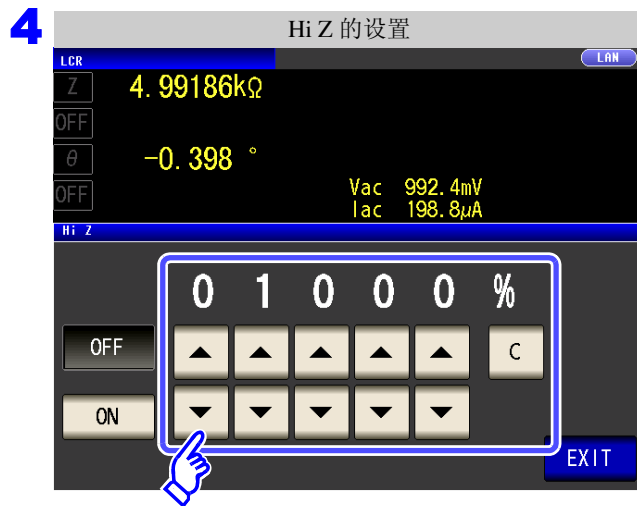 4
Hi Z 的设置
LCR
LAN
Z 4.99186kΩ
OFF
θ -0.398 °
OFF
Vac 992.4mV
Iac 198.8μA
Hi Z
0 1 0 0 0 %
OFF
C
ON
EXIT